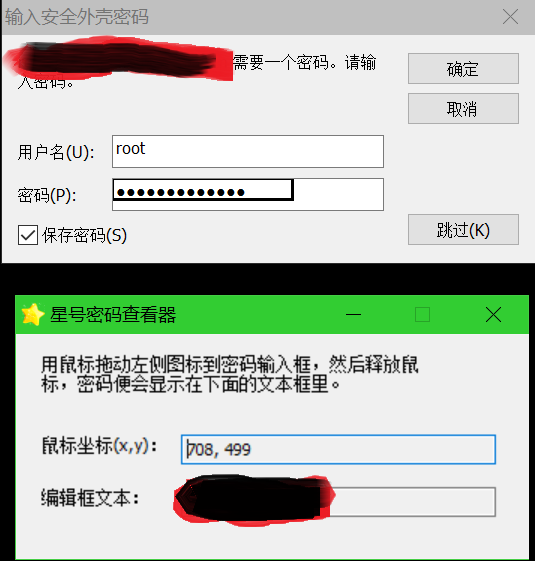 输入安全外壳密码
需要一个密码。请输
入密码。
确定
取消
用户名(U):
root
密码(P):
●●●●●●●●●●●●●
保存密码(S)
跳过(K)
星号密码查看器
用鼠标拖动左侧图标到密码输入框，然后释放鼠
标，密码便会显示在下面的文本框里。
鼠标坐标(x,y):
708, 499
编辑框文本: